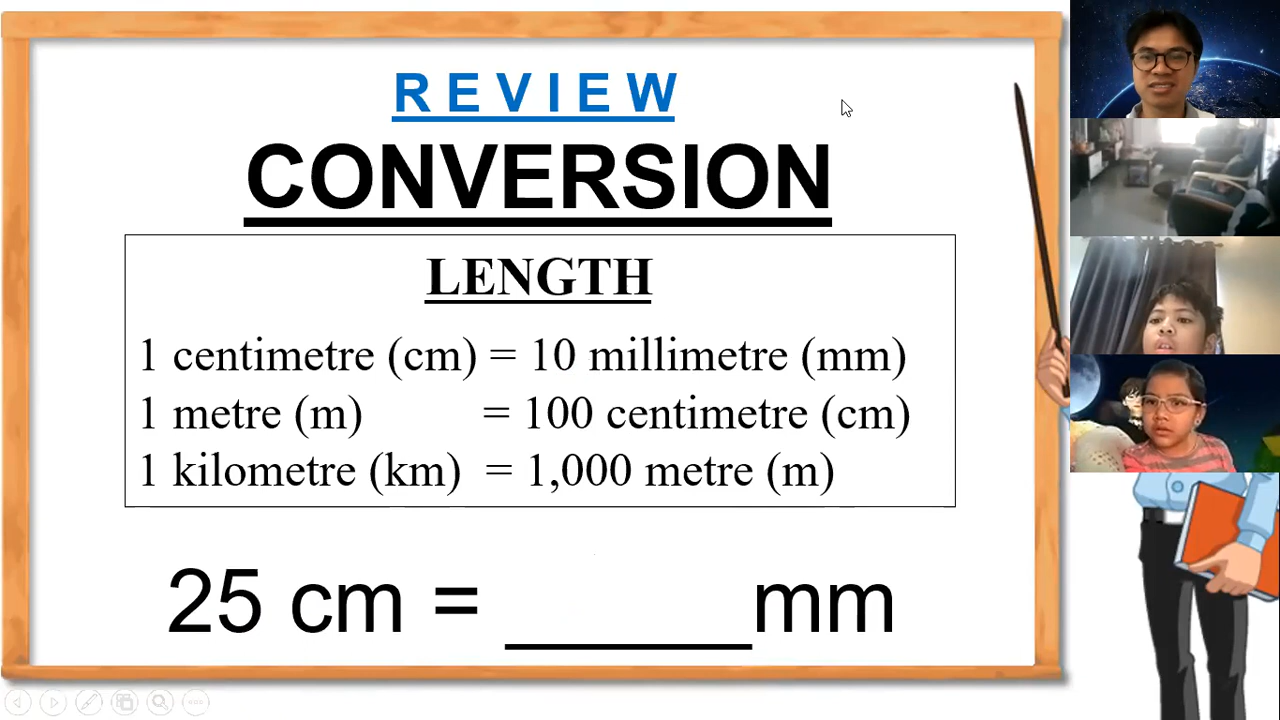 REVIEW
CONVERSION
LENGTH
1 centimetre (cm) = 10 millimetre (mm)
1 metre (m) = 100 centimetre (cm)
1 kilometre (km) = 1,000 metre (m)
25 cm = ______mm